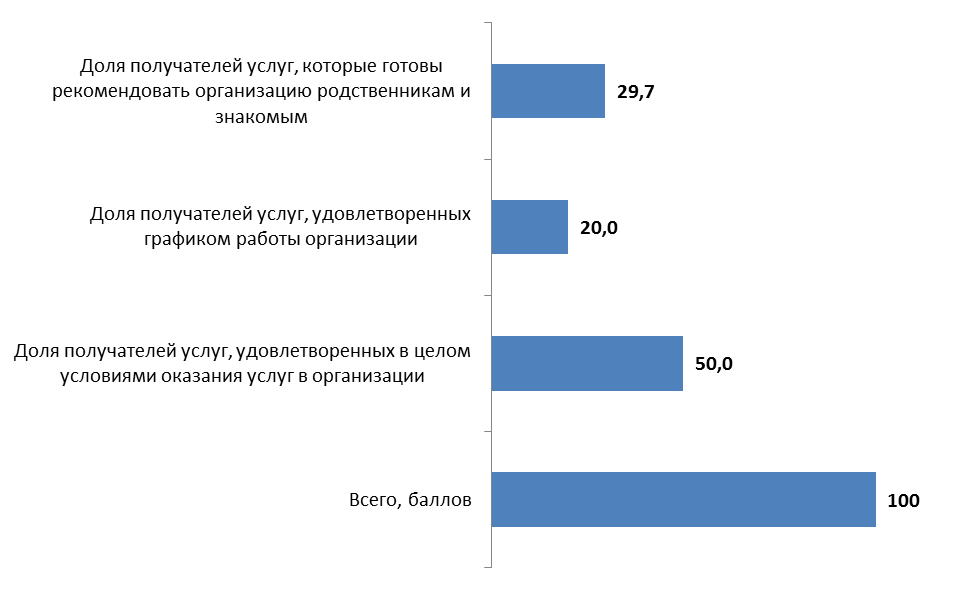 Доля получателей услуг, которые готовы
рекомендовать организацию родственникам и
знакомым
29,7
Доля получателей услуг, удовлетворенных
графиком работы организации
20,0
Доля получателей услуг, удовлетворенных в целом
условиями оказания услуг в организации
50,0
Всего, баллов
100